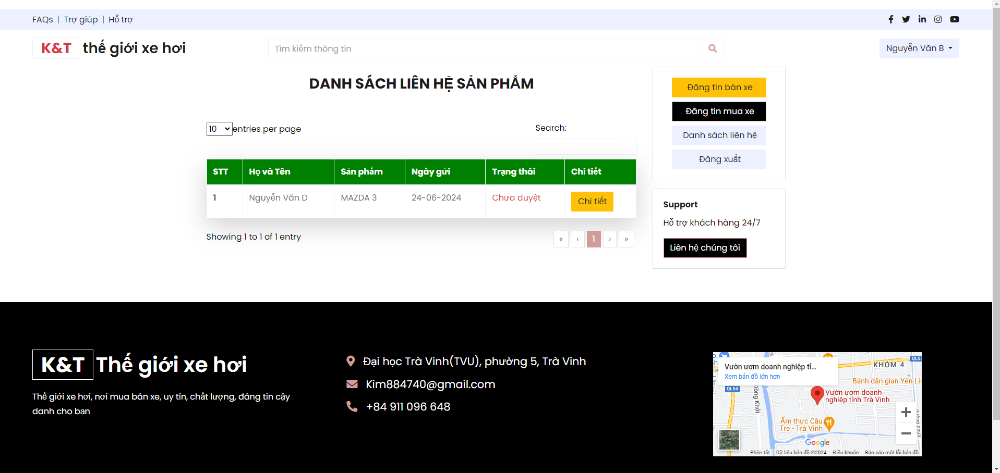 FAQs | Trợ giúp | Hỗ trợ
K&T thế giới xe hơi
Tìm kiếm thông tin
Nguyễn Văn B
DANH SÁCH LIÊN HỆ SẢN PHẨM
10 entries per page
Search:
STT Họ và Tên Sản phẩm Ngày gửi Trạng thái Chi tiết
1 Nguyễn Văn D MAZDA 3 24-06-2024 Chưa duyệt Chi tiết
Showing 1 to 1 of 1 entry
« ‹ 1 › »
Đăng tin bán xe
Đăng tin mua xe
Danh sách liên hệ
Đăng xuất
Support
Hỗ trợ khách hàng 24/7
Liên hệ chúng tôi
K&T Thế giới xe hơi
Thế giới xe hơi, nơi mua bán xe, uy tín, chất lượng, đáng tin cậy
danh cho bạn
Đại học Trà Vinh(TVU), phường 5, Trà Vinh
Kim884740@gmail.com
+84 911 096 648
Vườn ươm doanh nghiệp tỉ...
Xem bản đồ lớn hơn
KHÓM 4
QL53
QL54
Bánh dân gian Yến Lin
Đồng Khởi
Vườn ươm doanh
nghiệp tỉnh Trà Vinh
Ẩm thực Cầu
Tre - Trà Vinh
Google
Phím tắt Dữ liệu bản đồ ©2024 Điều khoản Báo cáo một lỗi bản đồ